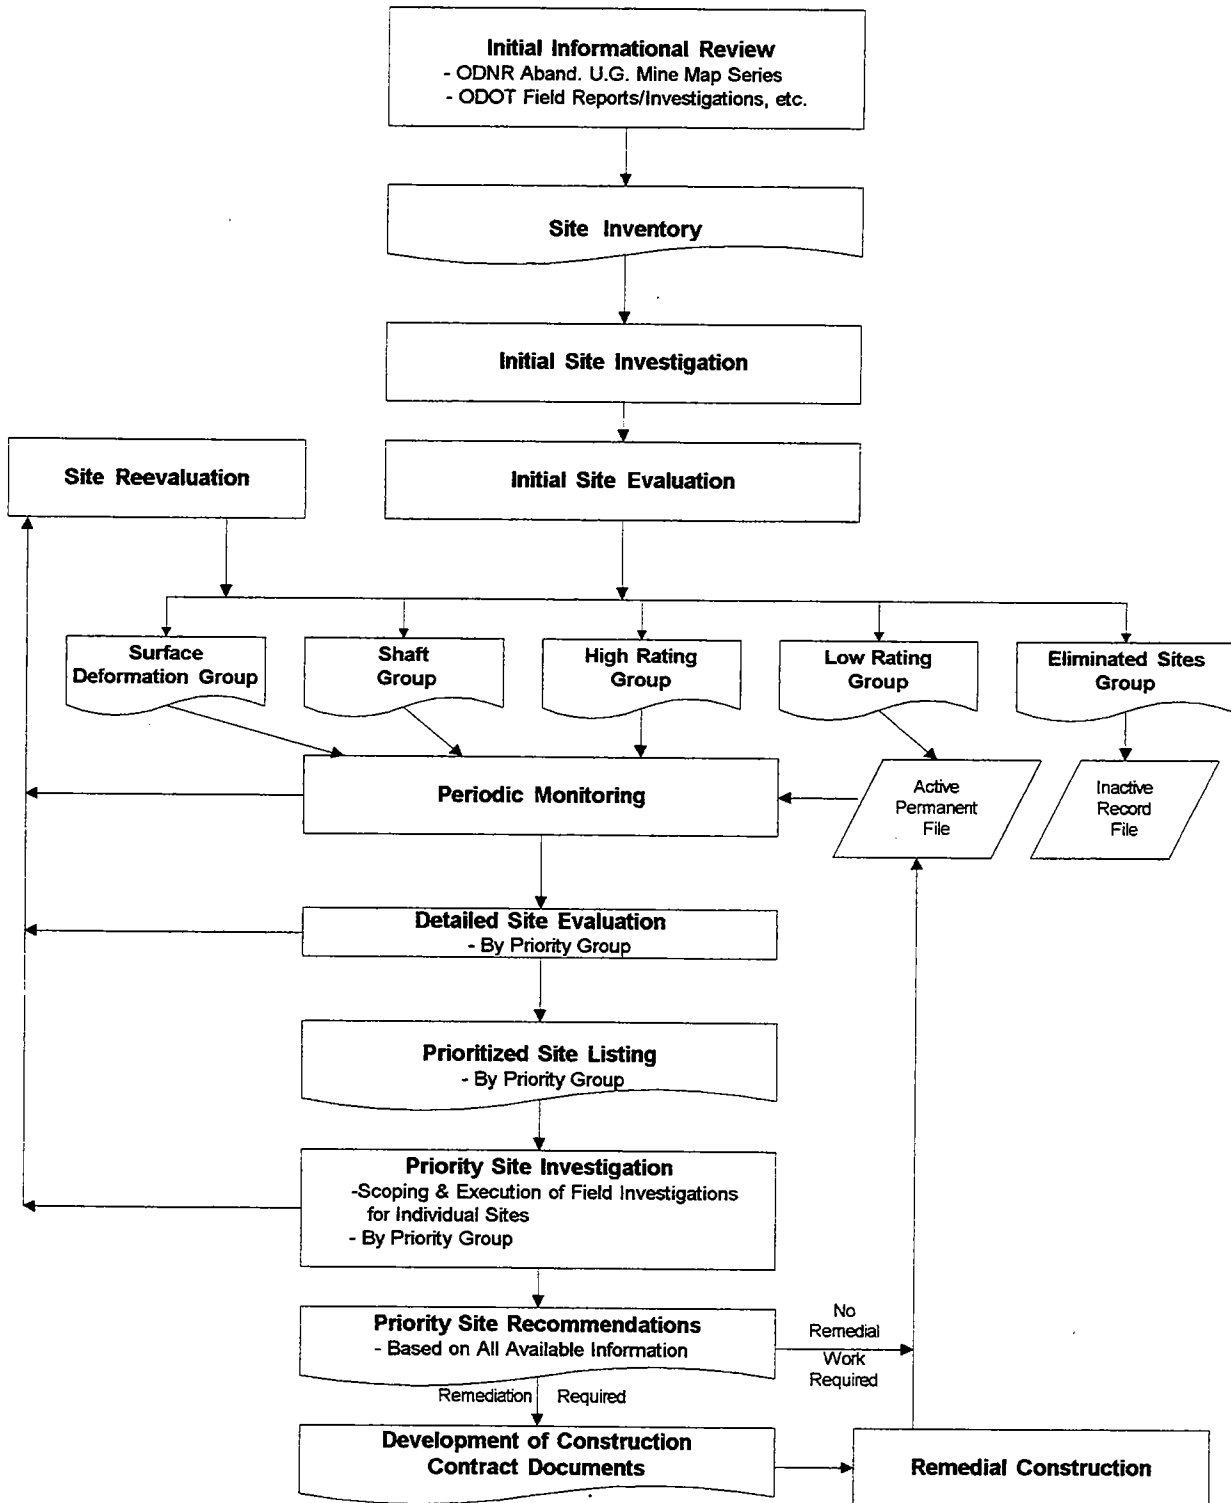 Initial Informational Review
- ODNR Aband. U.G. Mine Map Series
- ODOT Field Reports/Investigations, etc.
Site Inventory
Initial Site Investigation
Site Reevaluation
Initial Site Evaluation
Surface
Deformation Group
Shaft
Group
High Rating
Group
Low Rating
Group
Eliminated Sites
Group
Periodic Monitoring
Active
Permanent
File
Inactive
Record
File
Detailed Site Evaluation
- By Priority Group
Prioritized Site Listing
- By Priority Group
Priority Site Investigation
-Scoping & Execution of Field Investigations
for Individual Sites
- By Priority Group
Priority Site Recommendations
- Based on All Available Information
No
Remedial
Work
Required
Remediation Required
Development of Construction
Contract Documents
Remedial Construction